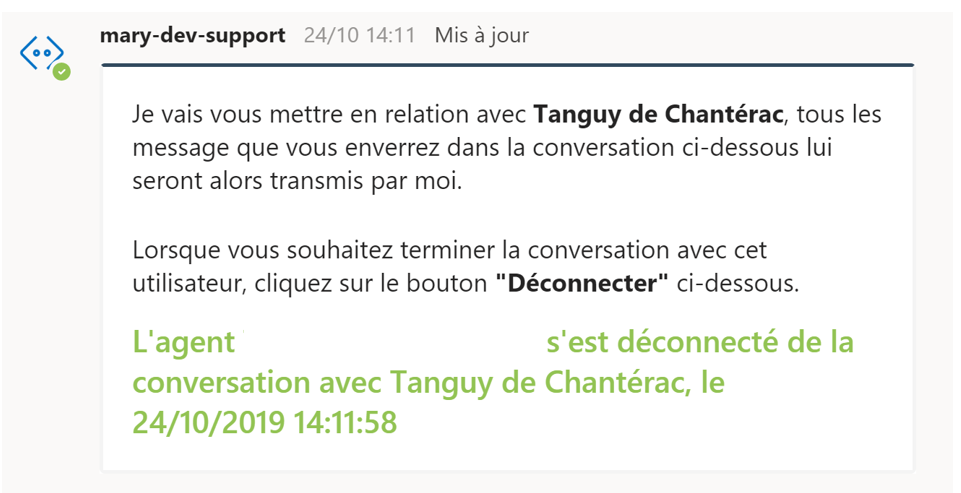 mary-dev-support 24/10 14:11 Mis à jour
Je vais vous mettre en relation avec Tanguy de Chantérac, tous les
message que vous enverrez dans la conversation ci-dessous lui
seront alors transmis par moi.
Lorsque vous souhaitez terminer la conversation avec cet
utilisateur, cliquez sur le bouton "Déconnecter" ci-dessous.
L'agent s'est déconnecté de la
conversation avec Tanguy de Chantérac, le
24/10/2019 14:11:58